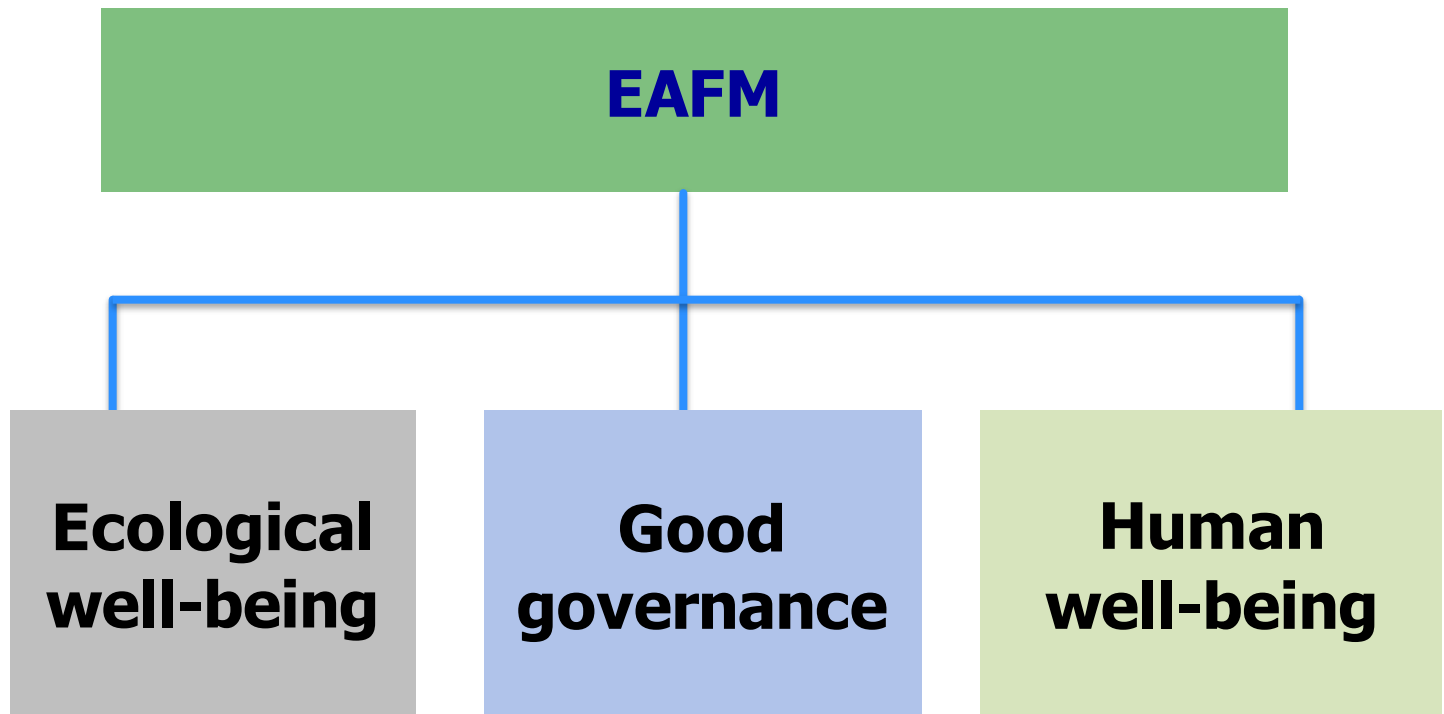 EAFM
Ecological
well-being
Good
governance
Human
well-being